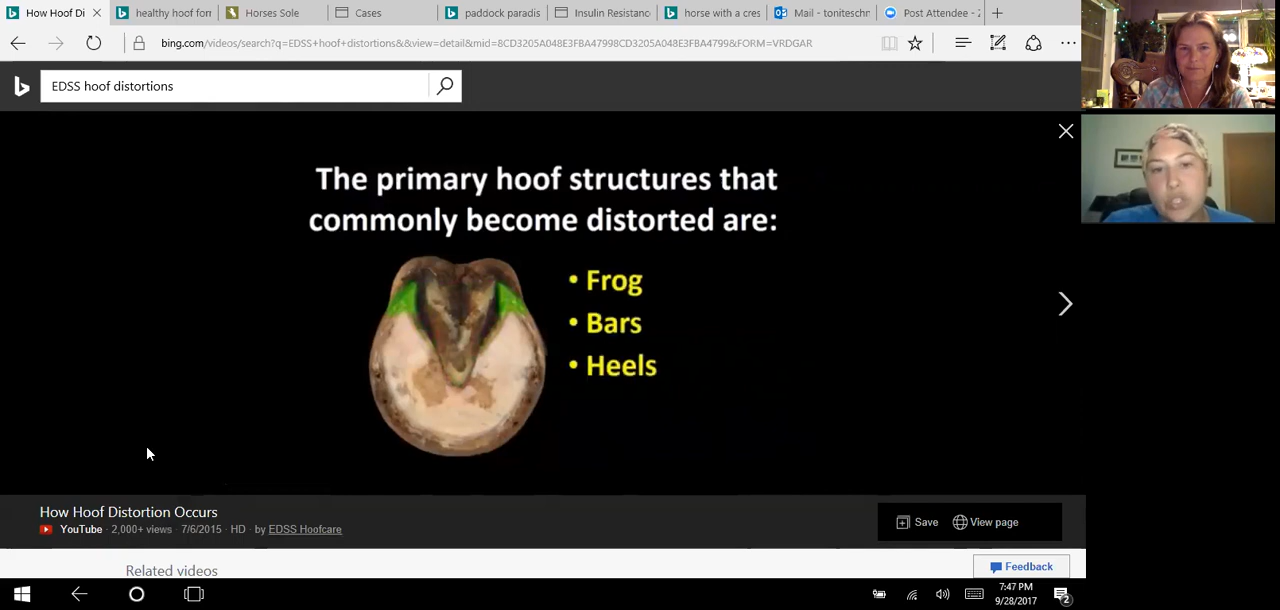 How Hoof Di
healthy hoof forn
Horses Sole
Cases
paddock paradis
Insulin Resistanc
horse with a cres
Mail - toniteschn
Post Attendee - Z
bing.com/videos/search?q=EDSS+hoof+distortions&&view=detail&mid=8CD3205A048E3FBA47998CD3205A048E3FBA4799&FORM=VRDGAR
EDSS hoof distortions
The primary hoof structures that
commonly become distorted are:
• Frog
• Bars
• Heels
How Hoof Distortion Occurs
YouTube · 2,000+ views · 7/6/2015 · HD · by EDSS Hoofcare
Save
View page
Related videos
Feedback
7:47 PM
9/28/2017
2